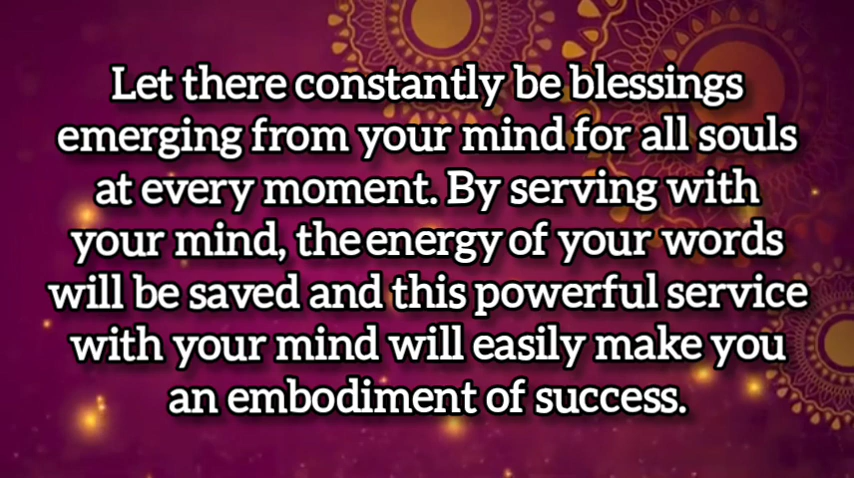 Let there constantly be blessings
emerging from your mind for all souls
at every moment. By serving with
your mind, the energy of your words
will be saved and this powerful service
with your mind will easily make you
an embodiment of success.